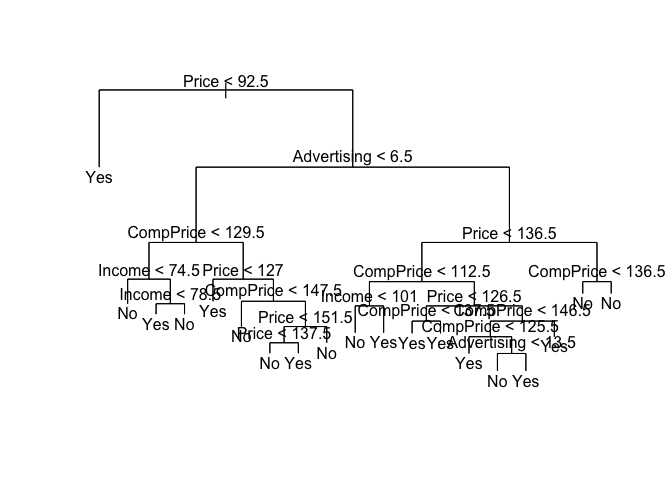 Price < 92.5
Yes
Advertising < 6.5
CompPrice < 129.5
Price < 136.5
Income < 74.5
Price < 127
CompPrice < 112.5
CompPrice < 136.5
No
Income < 78.5
Yes No
Yes
CompPrice < 147.5
No
Price < 151.5
Price < 137.5
No Yes
No
Income < 101
No Yes
Price < 126.5
CompPrice < 137.5
Yes Yes
CompPrice < 146.5
CompPrice < 125.5
Yes
Yes
Advertising < 13.5
No Yes
No No